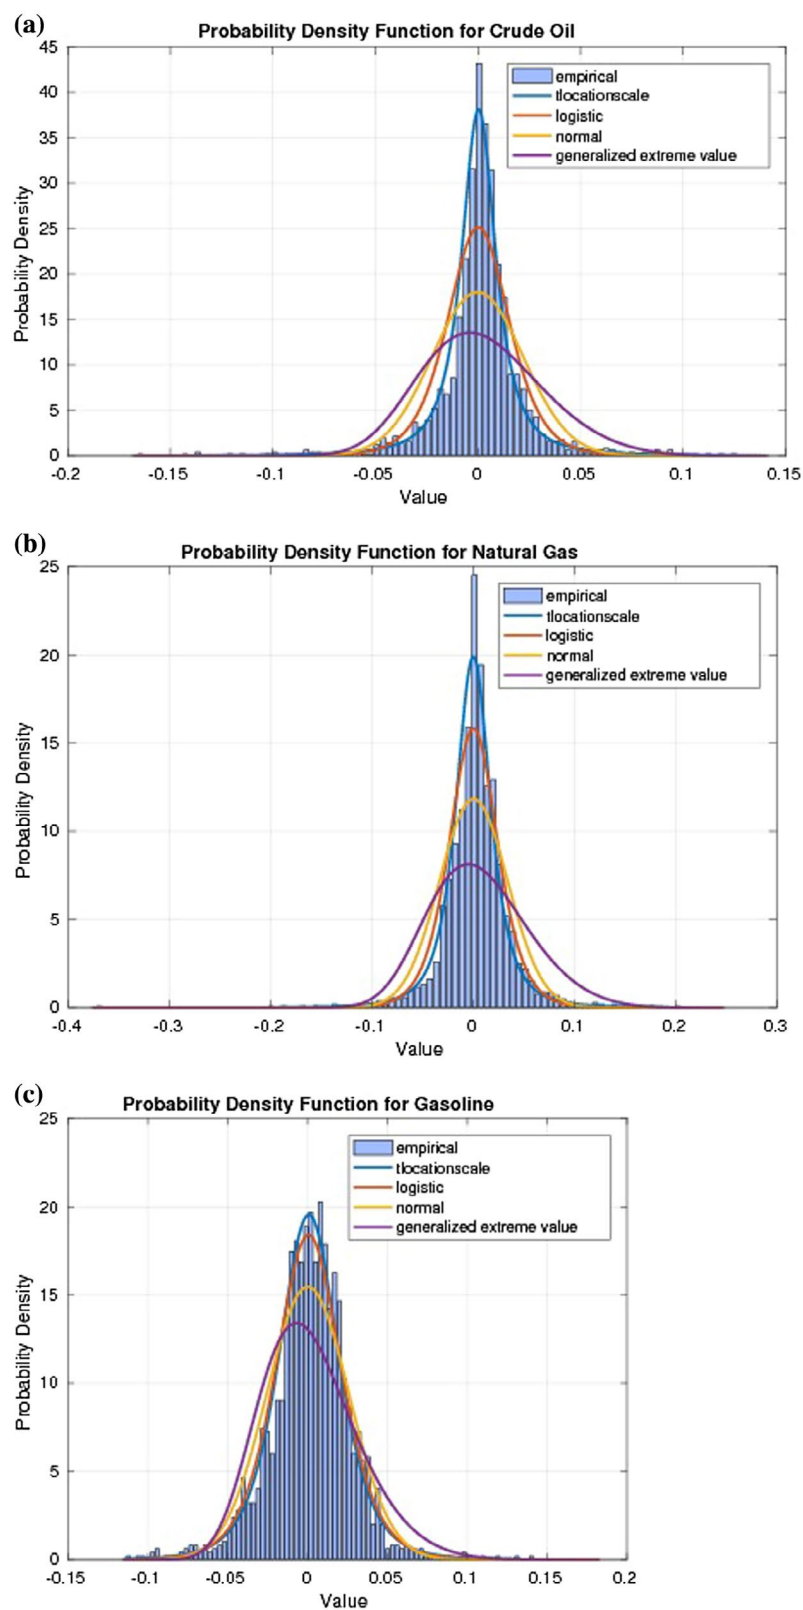 (a)
Probability Density Function for Crude Oil
45
40
35
30
25
20
15
10
5
0
Probability Density
empirical
tlocationscale
logistic
normal
generalized extreme value
-0.2 -0.15 -0.1 -0.05 0 0.05 0.1 0.15
Value
(b)
Probability Density Function for Natural Gas
25
20
15
10
5
0
Probability Density
empirical
tlocationscale
logistic
normal
generalized extreme value
-0.4 -0.3 -0.2 -0.1 0 0.1 0.2 0.3
Value
(c)
Probability Density Function for Gasoline
25
20
15
10
5
0
Probability Density
empirical
tlocationscale
logistic
normal
generalized extreme value
-0.15 -0.1 -0.05 0 0.05 0.1 0.15 0.2
Value